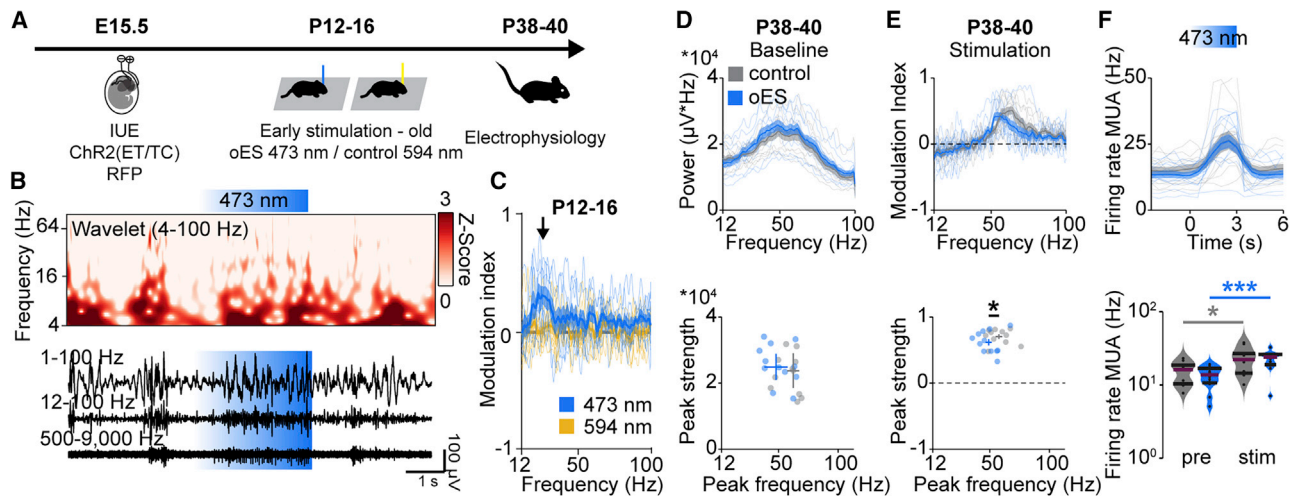 A
E15.5
P12-16
P38-40
IUE
ChR2(ET/TC)
RFP
Early stimulation - old
oES 473 nm / control 594 nm
Electrophysiology
B
473 nm
Wavelet (4-100 Hz)
Frequency (Hz)
64
16
4
3
0
Z-Score
1-100 Hz
12-100 Hz
500-9,000 Hz
1 s
100 µV
C
P12-16
Modulation index
1
0
-1
473 nm
594 nm
12 50 100
Frequency (Hz)
D
P38-40
Baseline
*10⁴
control
oES
Power (µV*Hz)
4
2
0
12 50 100
Frequency (Hz)
*10⁴
Peak strength
4
2
0
12 50 100
Peak frequency (Hz)
E
P38-40
Stimulation
Modulation Index
1
0
-1
12 50 100
Frequency (Hz)
*
Peak strength
1
0
-1
12 50 100
Peak frequency (Hz)
F
473 nm
Firing rate MUA (Hz)
50
25
0
0 3 6
Time (s)
***
*
Firing rate MUA (Hz)
10²
10¹
10⁰
pre stim